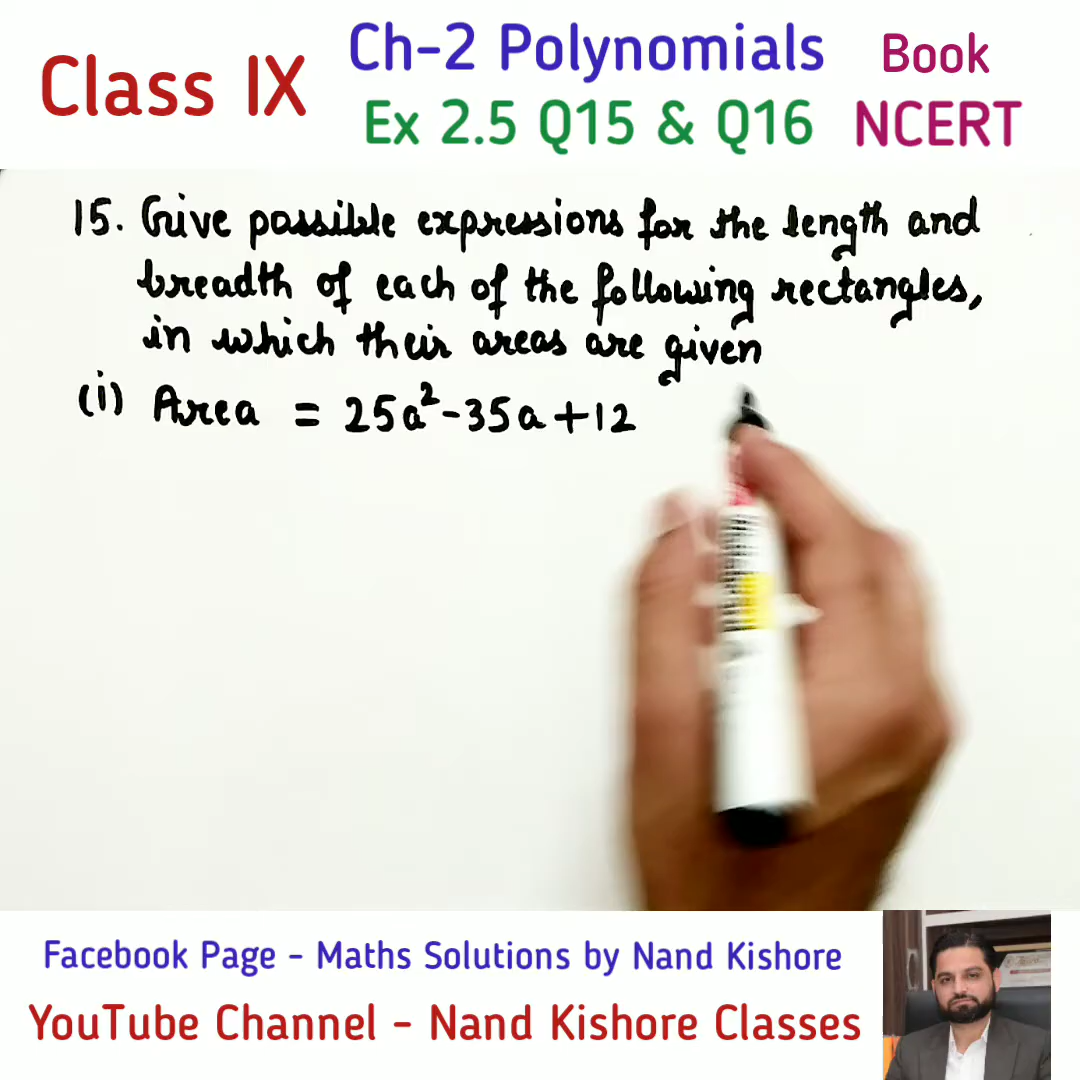 Class IX
Ch-2 Polynomials
Ex 2.5 Q15 & Q16
Book
NCERT
15. Give possible expressions for the length and
breadth of each of the following rectangles,
in which their areas are given
(i) Area = 25a²-35a+12
Facebook Page - Maths Solutions by Nand Kishore
YouTube Channel - Nand Kishore Classes